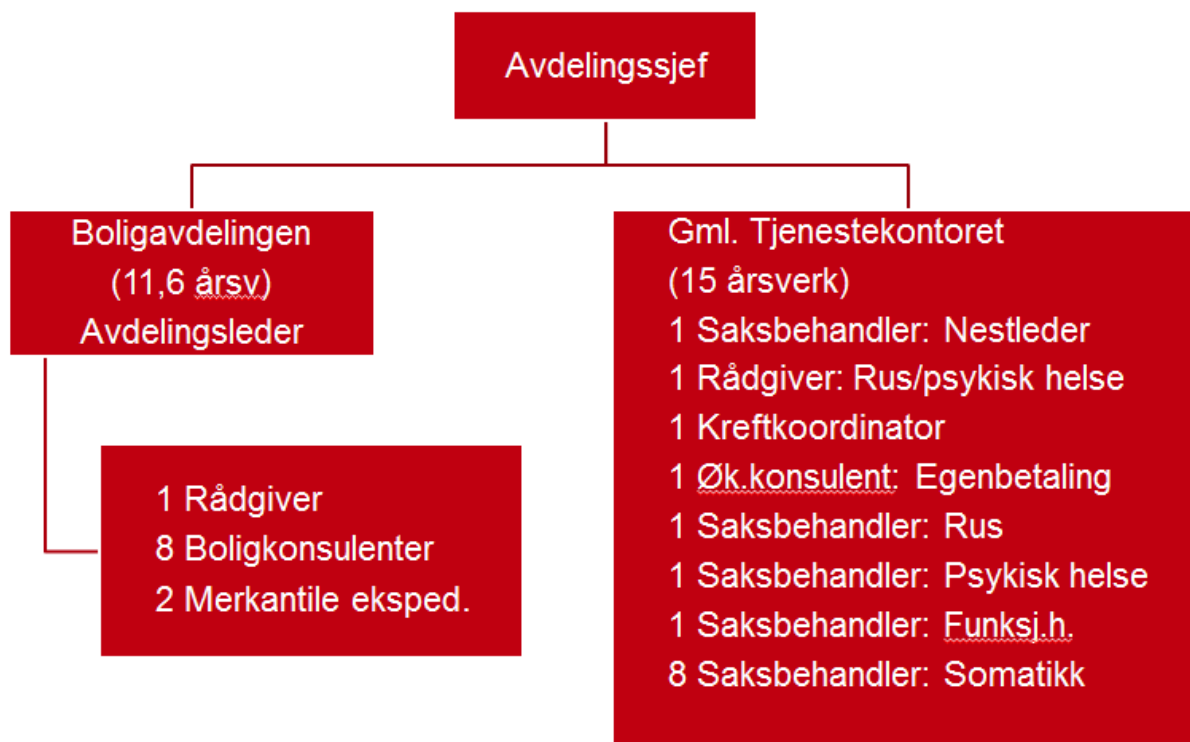 Avdelingssjef
Boligavdelingen
(11,6 årsv)
Avdelingsleder
1 Rådgiver
8 Boligkonsulenter
2 Merkantile eksped.
Gml. Tjenestekontoret
(15 årsverk)
1 Saksbehandler: Nestleder
1 Rådgiver: Rus/psykisk helse
1 Kreftkoordinator
1 Øk.konsulent: Egenbetaling
1 Saksbehandler: Rus
1 Saksbehandler: Psykisk helse
1 Saksbehandler: Funksj.h.
8 Saksbehandler: Somatikk